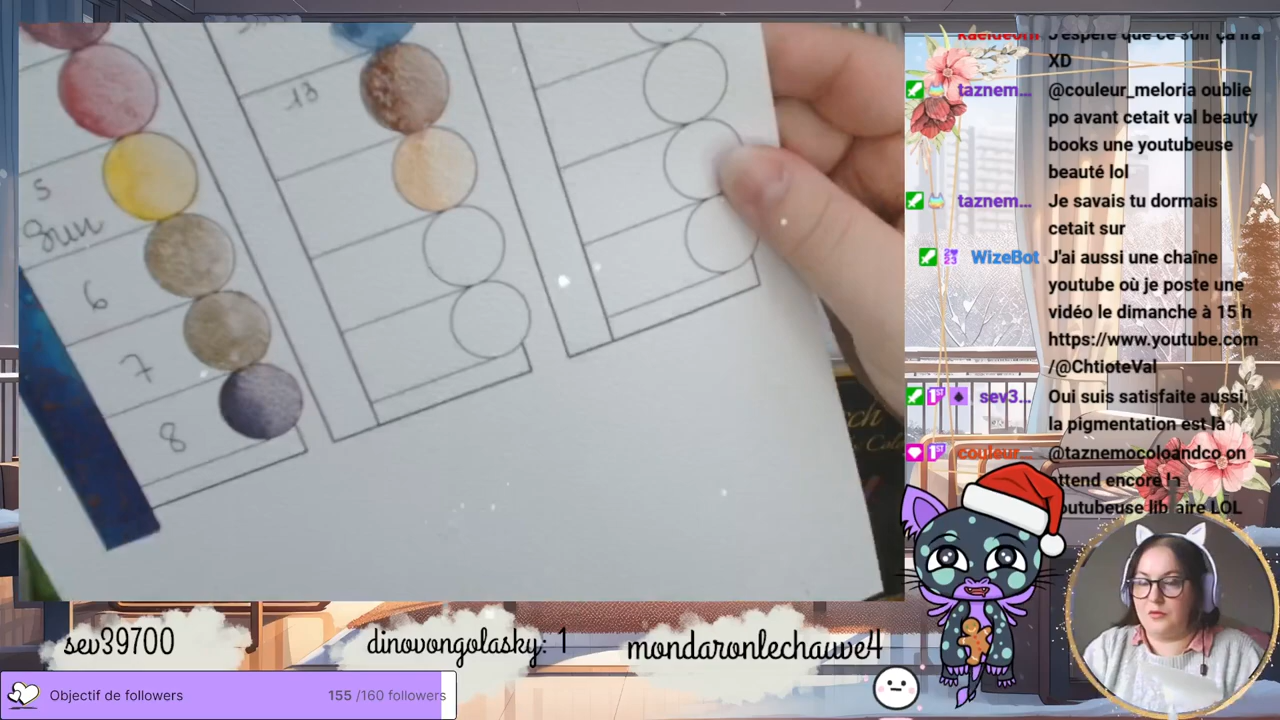 13
5
Sun
6
7
8
kaeldeorn J'espère que ce soir ça ira
XD
taznem... @couleur_meloria oublie
po avant cetait val beauty
books une youtubeuse
beauté lol
taznem... Je savais tu dormais
cetait sur
WizeBot J'ai aussi une chaîne
youtube où je poste une
vidéo le dimanche à 15 h
https://www.youtube.com
/@ChtioteVal
sev3... Oui suis satisfaite aussi,
la pigmentation est là
couleur... @taznemocoloandco on
attend encore la
youtubeuse libraire LOL
sev39700
dinovongolasky: 1
mondaronlechauve4
Objectif de followers
155 /160 followers